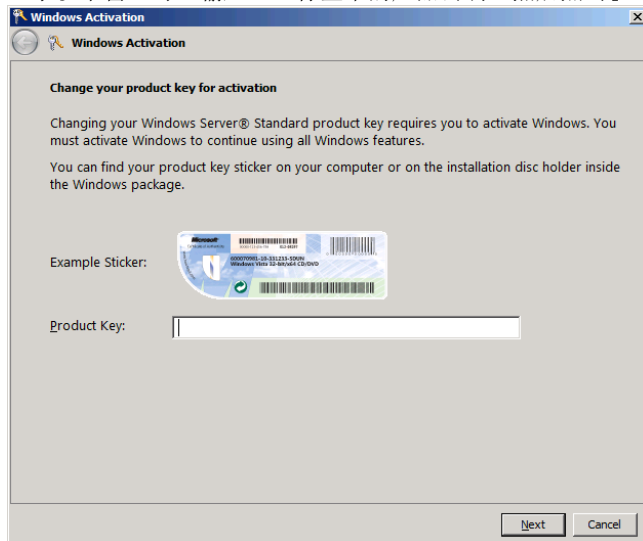 Windows Activation
Windows Activation
Change your product key for activation
Changing your Windows Server® Standard product key requires you to activate Windows. You
must activate Windows to continue using all Windows features.
You can find your product key sticker on your computer or on the installation disc holder inside
the Windows package.
Microsoft
Windows Vista 32-bit/x64 CD/DVD
Example Sticker:
Product Key:
Next
Cancel